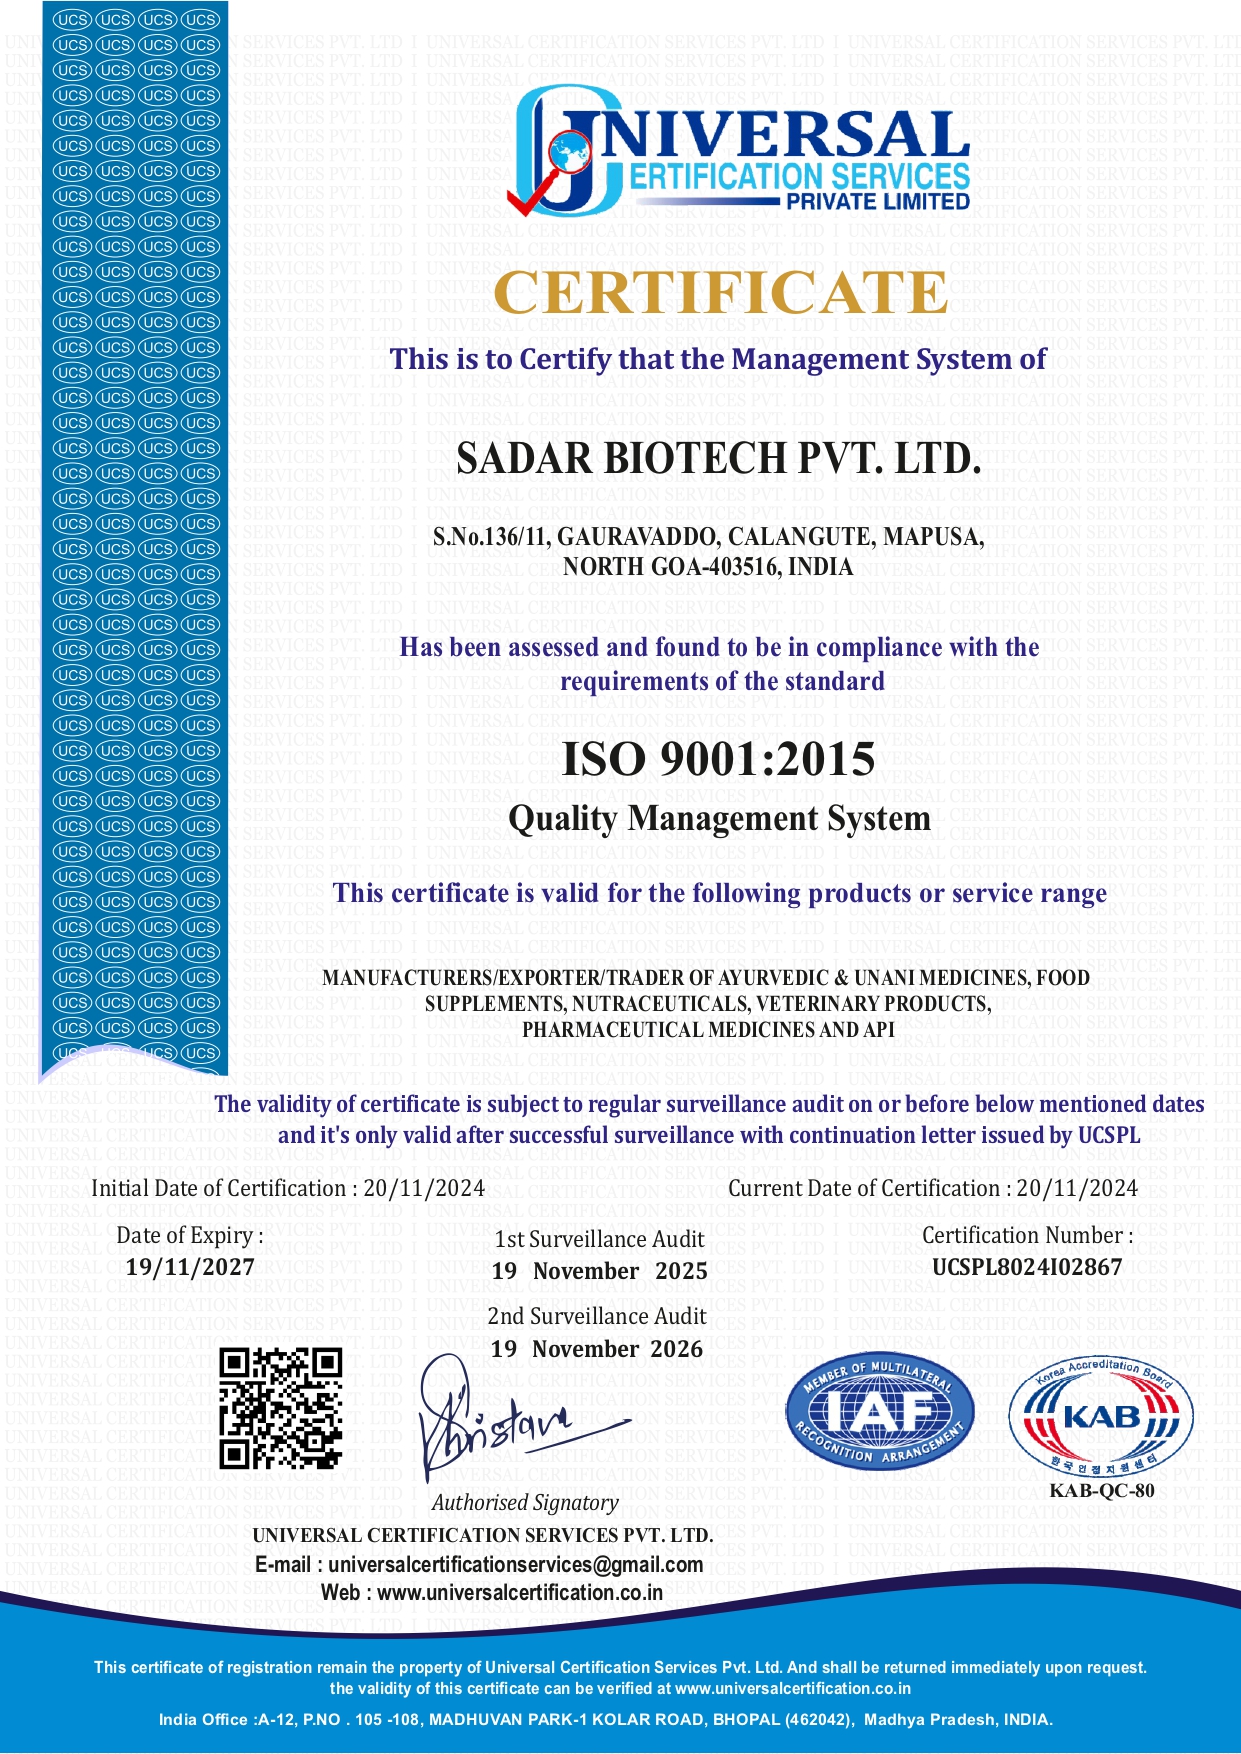 UNIVERSAL
CERTIFICATION SERVICES
PRIVATE LIMITED
CERTIFICATE
This is to Certify that the Management System of
SADAR BIOTECH PVT. LTD.
S.No.136/11, GAURAVADDO, CALANGUTE, MAPUSA,
NORTH GOA-403516, INDIA
Has been assessed and found to be in compliance with the
requirements of the standard
ISO 9001:2015
Quality Management System
This certificate is valid for the following products or service range
MANUFACTURERS/EXPORTER/TRADER OF AYURVEDIC & UNANI MEDICINES, FOOD
SUPPLEMENTS, NUTRACEUTICALS, VETERINARY PRODUCTS,
PHARMACEUTICAL MEDICINES AND API
The validity of certificate is subject to regular surveillance audit on or before below mentioned dates
and it's only valid after successful surveillance with continuation letter issued by UCSPL
Initial Date of Certification : 20/11/2024
Current Date of Certification : 20/11/2024
Date of Expiry :
19/11/2027
1st Surveillance Audit
19 November 2025
2nd Surveillance Audit
19 November 2026
Certification Number :
UCSPL8024I02867
MEMBER OF MULTILATERAL
IAF
RECOGNITION ARRANGEMENT
Korea Accreditation Board
KAB
한국인정지원센터
KAB-QC-80
Authorised Signatory
UNIVERSAL CERTIFICATION SERVICES PVT. LTD.
E-mail : universalcertificationservices@gmail.com
Web : www.universalcertification.co.in
This certificate of registration remain the property of Universal Certification Services Pvt. Ltd. And shall be returned immediately upon request.
the validity of this certificate can be verified at www.universalcertification.co.in
India Office :A-12, P.NO . 105 -108, MADHUVAN PARK-1 KOLAR ROAD, BHOPAL (462042), Madhya Pradesh, INDIA.